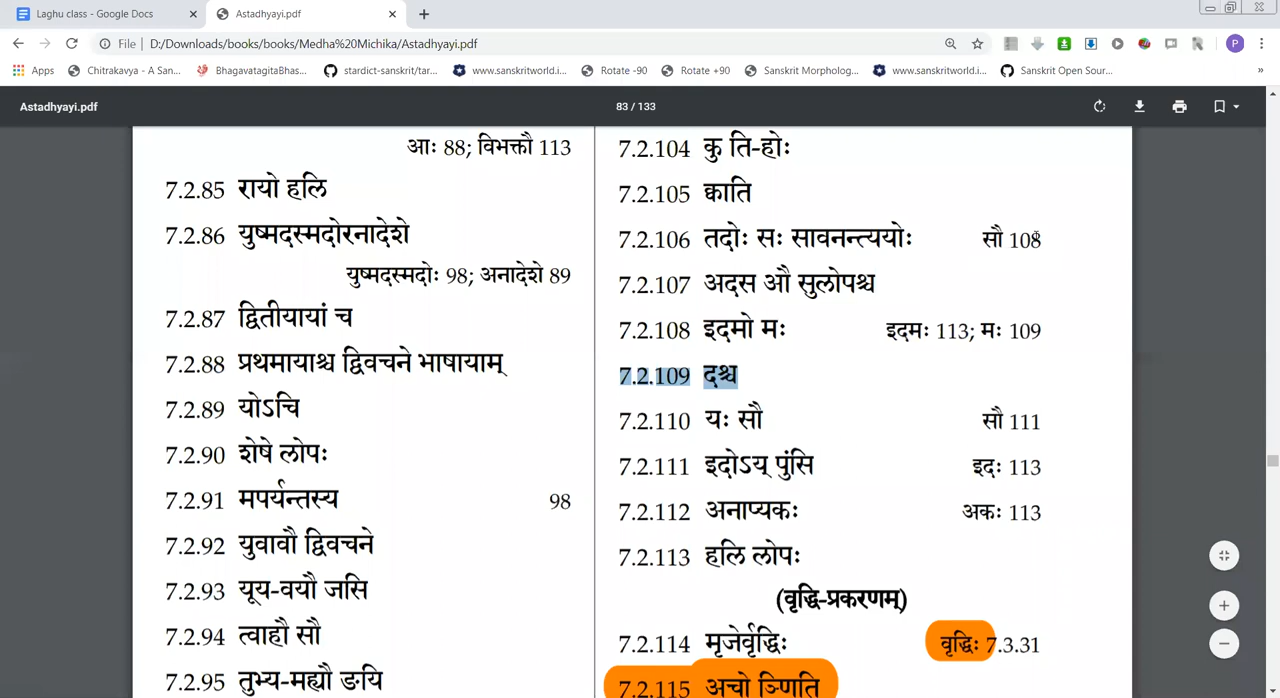 Laghu class - Google Docs
Astadhyayi.pdf
File | D:/Downloads/books/books/Medha%20Michika/Astadhyayi.pdf
Apps
Chitrakavya - A San...
BhagavatagitaBhas...
stardict-sanskrit/tar...
www.sanskritworld.i...
Rotate -90
Rotate +90
Sanskrit Morpholog...
www.sanskritworld.i...
Sanskrit Open Sour...
»
P
Astadhyayi.pdf
83 / 133
आः 88; विभक्तौ 113
7.2.85 रायो हलि
7.2.86 युष्मदस्मदोरनादेशे
युष्मदस्मदोः 98; अनादेशे 89
7.2.87 द्वितीयायां च
7.2.88 प्रथमायाश्च द्विवचने भाषायाम्
7.2.89 योऽचि
7.2.90 शेषे लोपः
7.2.91 मपर्यन्तस्य 98
7.2.92 युवावौ द्विवचने
7.2.93 यूय-वयौ जसि
7.2.94 त्वाहौ सौ
7.2.95 तुभ्य-मह्यौ ङयि
7.2.104 कु ति-होः
7.2.105 क्वाति
7.2.106 तदोः सः सावनन्त्ययोः सौ 108
7.2.107 अदस औ सुलोपश्च
7.2.108 इदमो मः इदमः 113; मः 109
7.2.109 दश्च
7.2.110 यः सौ सौ 111
7.2.111 इदोऽय् पुंसि इदः 113
7.2.112 अनाप्यकः अकः 113
7.2.113 हलि लोपः
(वृद्धि-प्रकरणम्)
7.2.114 मृजेर्वृद्धिः वृद्धिः 7.3.31
7.2.115 अचो ञ्णिति